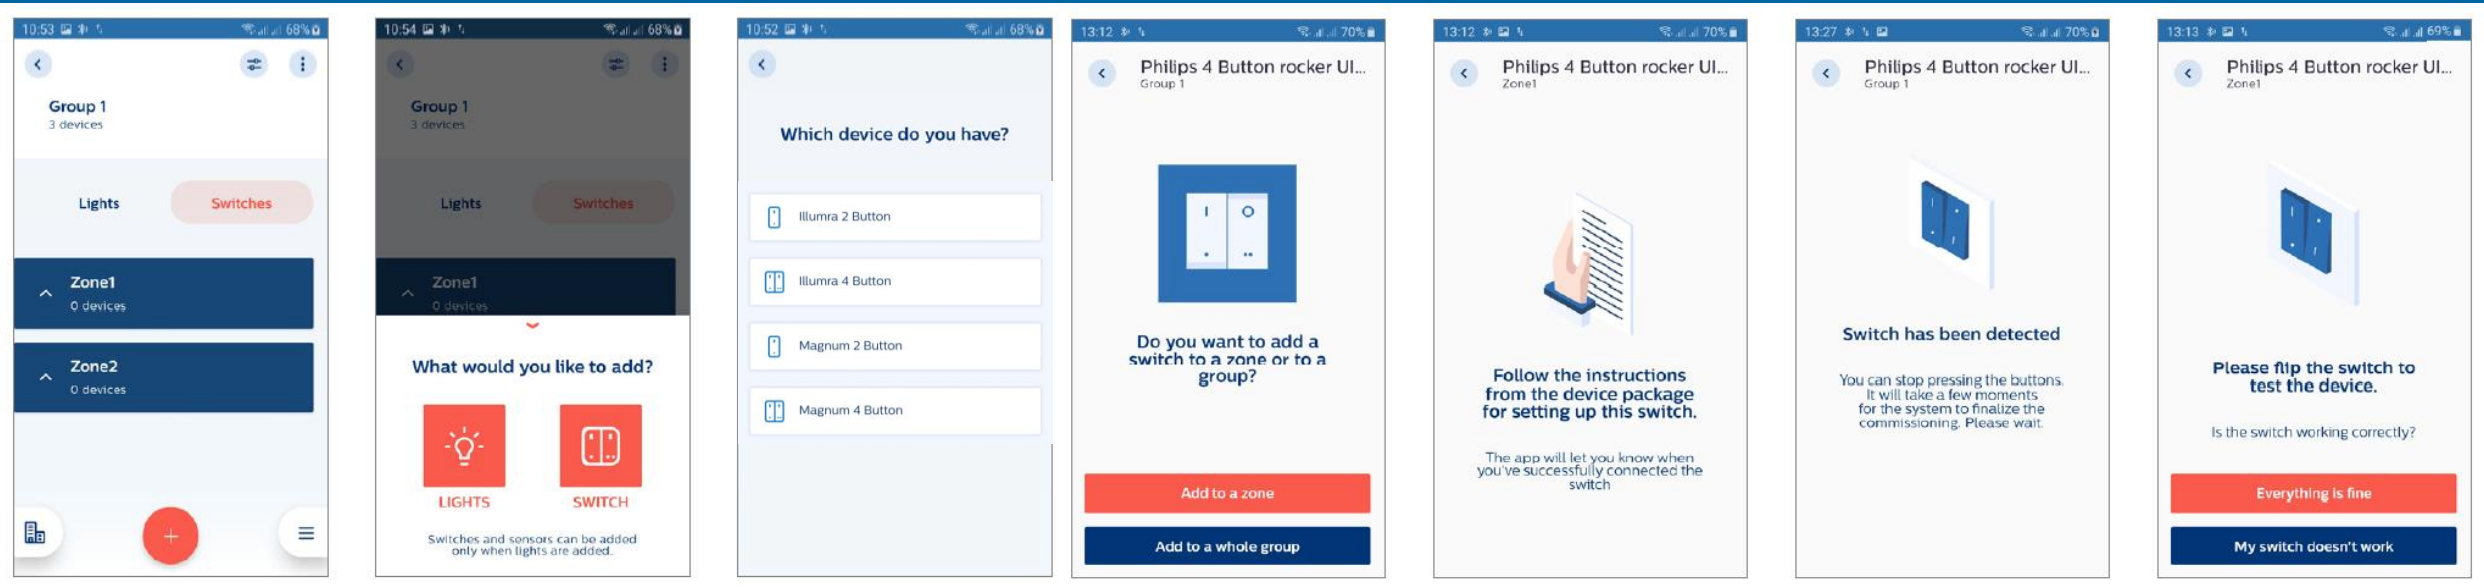 10:53
68%
Group 1
3 devices
Lights
Switches
Zone1
0 devices
Zone2
0 devices
+
10:54
68%
Group 1
3 devices
Lights
Switches
Zone1
0 devices
What would you like to add?
LIGHTS
SWITCH
Switches and sensors can be added
only when lights are added.
10:52
68%
Which device do you have?
Illumra 2 Button
Illumra 4 Button
Magnum 2 Button
Magnum 4 Button
13:12
70%
Philips 4 Button rocker UI...
Group 1
Do you want to add a
switch to a zone or to a
group?
Add to a zone
Add to a whole group
13:12
70%
Philips 4 Button rocker UI...
Zone1
Follow the instructions
from the device package
for setting up this switch.
The app will let you know when
you've successfully connected the
switch
13:27
70%
Philips 4 Button rocker UI...
Group 1
Switch has been detected
You can stop pressing the buttons.
It will take a few moments
for the system to finalize the
commissioning. Please wait.
13:13
69%
Philips 4 Button rocker UI...
Zone1
Please flip the switch to
test the device.
Is the switch working correctly?
Everything is fine
My switch doesn't work